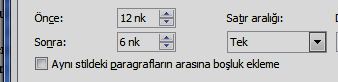 Önce: 12 nk Satır aralığı:
Sonra: 6 nk Tek
Aynı stildeki paragrafların arasına boşluk ekleme